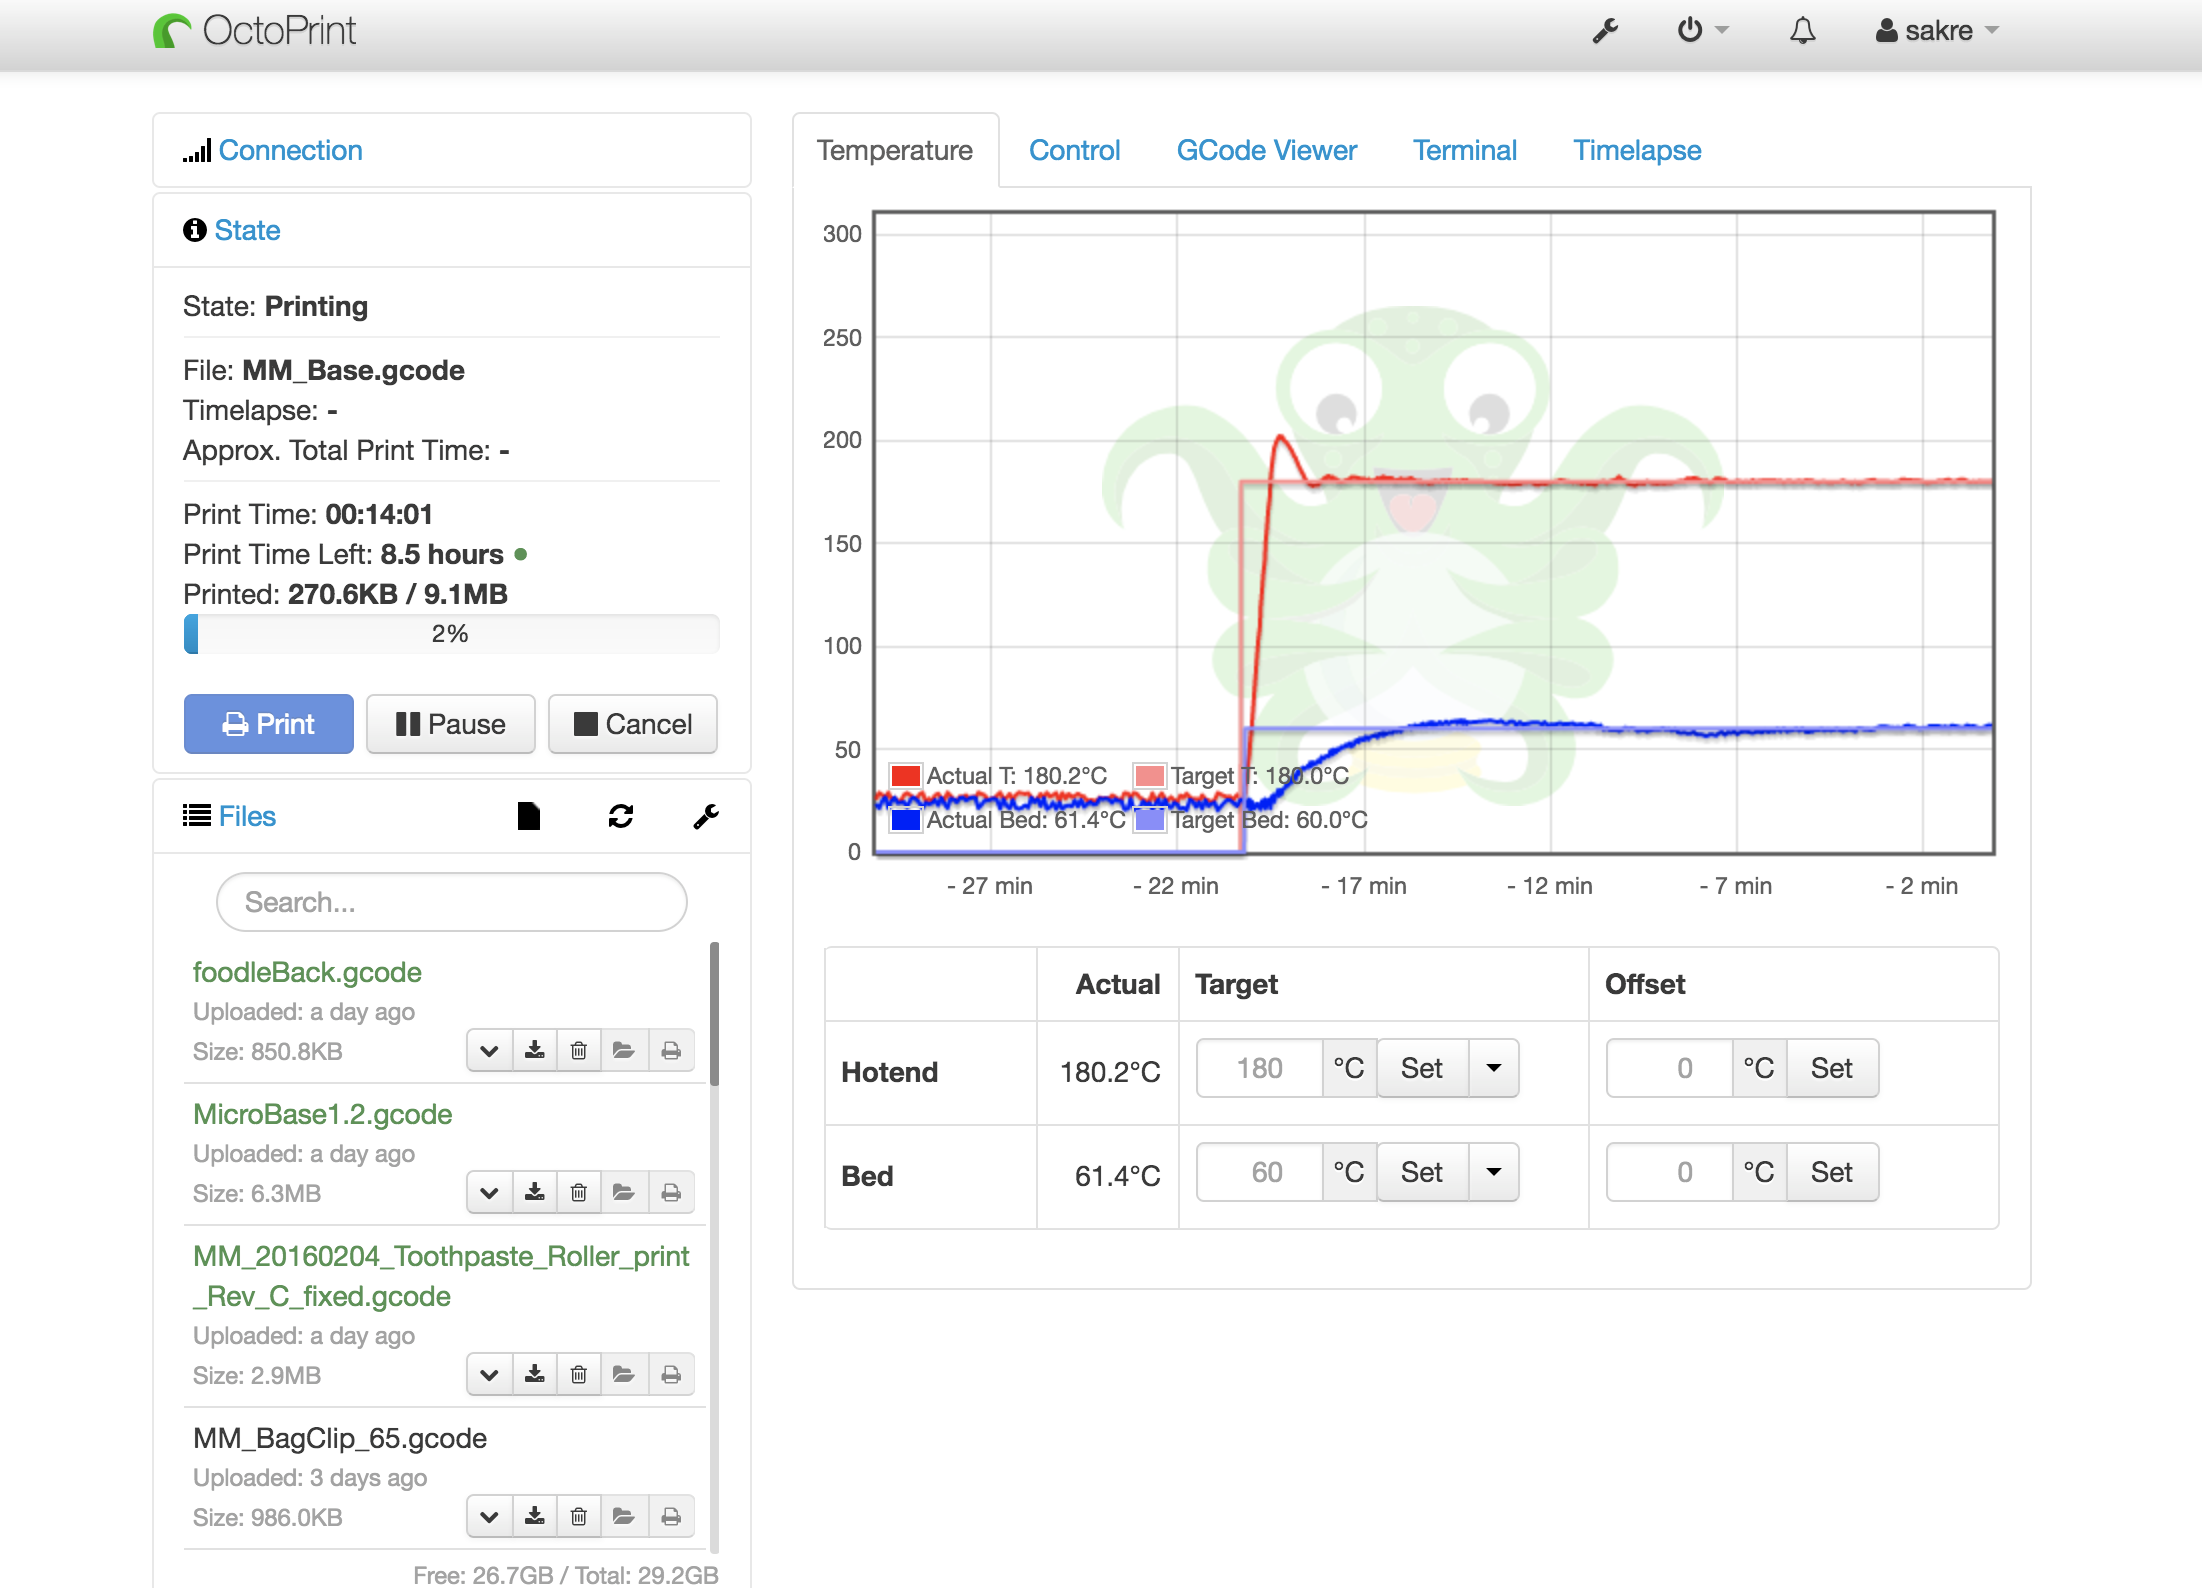 OctoPrint
sakre
Connection
State
State: Printing
File: MM_Base.gcode
Timelapse: -
Approx. Total Print Time: -
Print Time: 00:14:01
Print Time Left: 8.5 hours
Printed: 270.6KB / 9.1MB
2%
Print Pause Cancel
Files
Search...
foodleBack.gcode
Uploaded: a day ago
Size: 850.8KB
MicroBase1.2.gcode
Uploaded: a day ago
Size: 6.3MB
MM_20160204_Toothpaste_Roller_print
_Rev_C_fixed.gcode
Uploaded: a day ago
Size: 2.9MB
MM_BagClip_65.gcode
Uploaded: 3 days ago
Size: 986.0KB
Free: 26.7GB / Total: 29.2GB
Temperature Control GCode Viewer Terminal Timelapse
300
250
200
150
100
50
0
Actual T: 180.2°C Target T: 180.0°C
Actual Bed: 61.4°C Target Bed: 60.0°C
- 27 min - 22 min - 17 min - 12 min - 7 min - 2 min
Actual Target Offset
Hotend 180.2°C 180 °C Set 0 °C Set
Bed 61.4°C 60 °C Set 0 °C Set